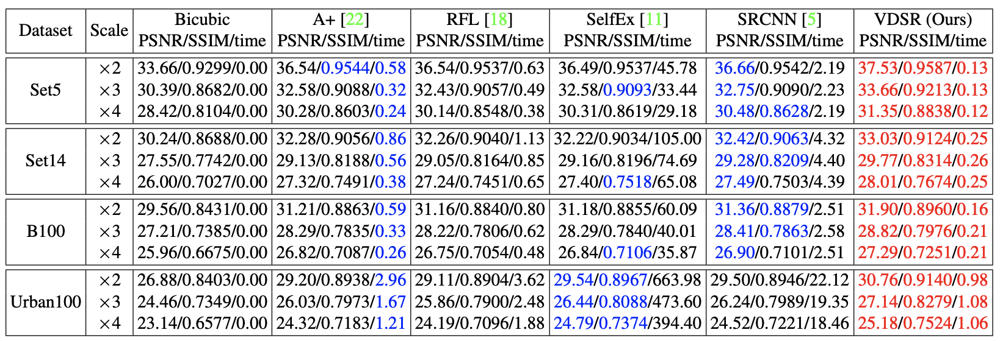 Dataset Scale Bicubic PSNR/SSIM/time A+ [22] PSNR/SSIM/time RFL [18] PSNR/SSIM/time SelfEx [11] PSNR/SSIM/time SRCNN [5] PSNR/SSIM/time VDSR (Ours) PSNR/SSIM/time
Set5 ×2 33.66/0.9299/0.00 36.54/0.9544/0.58 36.54/0.9537/0.63 36.49/0.9537/45.78 36.66/0.9542/2.19 37.53/0.9587/0.13
×3 30.39/0.8682/0.00 32.58/0.9088/0.32 32.43/0.9057/0.49 32.58/0.9093/33.44 32.75/0.9090/2.23 33.66/0.9213/0.13
×4 28.42/0.8104/0.00 30.28/0.8603/0.24 30.14/0.8548/0.38 30.31/0.8619/29.18 30.48/0.8628/2.19 31.35/0.8838/0.12
Set14 ×2 30.24/0.8688/0.00 32.28/0.9056/0.86 32.26/0.9040/1.13 32.22/0.9034/105.00 32.42/0.9063/4.32 33.03/0.9124/0.25
×3 27.55/0.7742/0.00 29.13/0.8188/0.56 29.05/0.8164/0.85 29.16/0.8196/74.69 29.28/0.8209/4.40 29.77/0.8314/0.26
×4 26.00/0.7027/0.00 27.32/0.7491/0.38 27.24/0.7451/0.65 27.40/0.7518/65.08 27.49/0.7503/4.39 28.01/0.7674/0.25
B100 ×2 29.56/0.8431/0.00 31.21/0.8863/0.59 31.16/0.8840/0.80 31.18/0.8855/60.09 31.36/0.8879/2.51 31.90/0.8960/0.16
×3 27.21/0.7385/0.00 28.29/0.7835/0.33 28.22/0.7806/0.62 28.29/0.7840/40.01 28.41/0.7863/2.58 28.82/0.7976/0.21
×4 25.96/0.6675/0.00 26.82/0.7087/0.26 26.75/0.7054/0.48 26.84/0.7106/35.87 26.90/0.7101/2.51 27.29/0.7251/0.21
Urban100 ×2 26.88/0.8403/0.00 29.20/0.8938/2.96 29.11/0.8904/3.62 29.54/0.8967/663.98 29.50/0.8946/22.12 30.76/0.9140/0.98
×3 24.46/0.7349/0.00 26.03/0.7973/1.67 25.86/0.7900/2.48 26.44/0.8088/473.60 26.24/0.7989/19.35 27.14/0.8279/1.08
×4 23.14/0.6577/0.00 24.32/0.7183/1.21 24.19/0.7096/1.88 24.79/0.7374/394.40 24.52/0.7221/18.46 25.18/0.7524/1.06